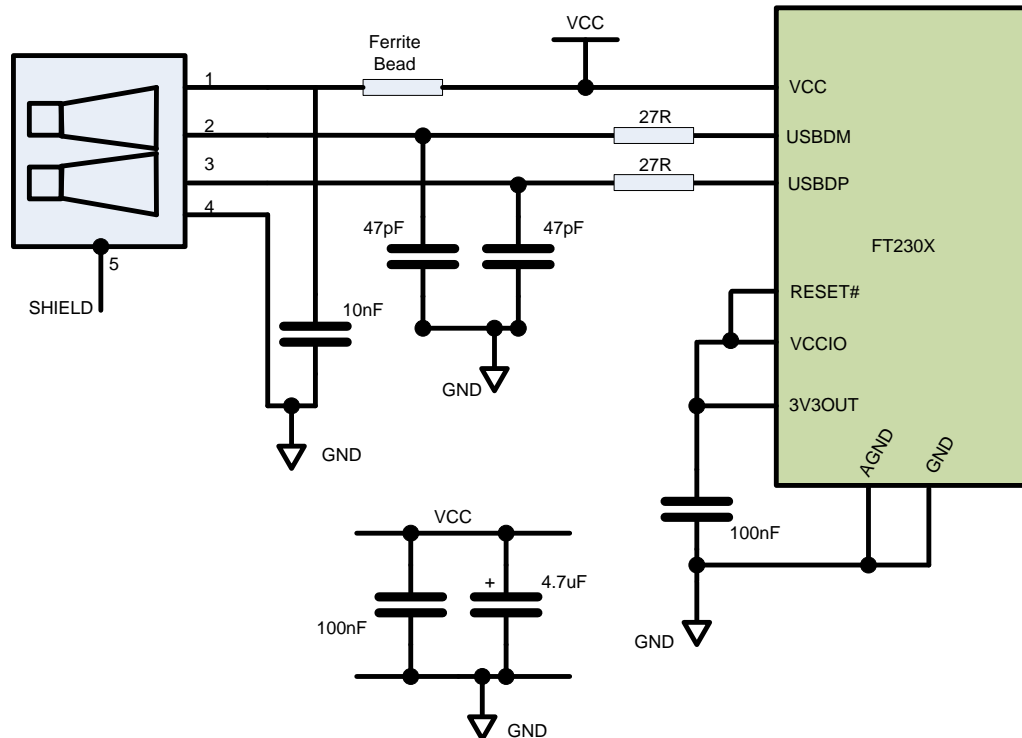 VCC
Ferrite
Bead
1
VCC
27R
2
USBDM
27R
3
USBDP
4
47pF
47pF
FT230X
5
RESET#
SHIELD
10nF
VCCIO
GND
3V3OUT
GND
AGND
GND
VCC
100nF
+
4.7uF
100nF
GND
GND